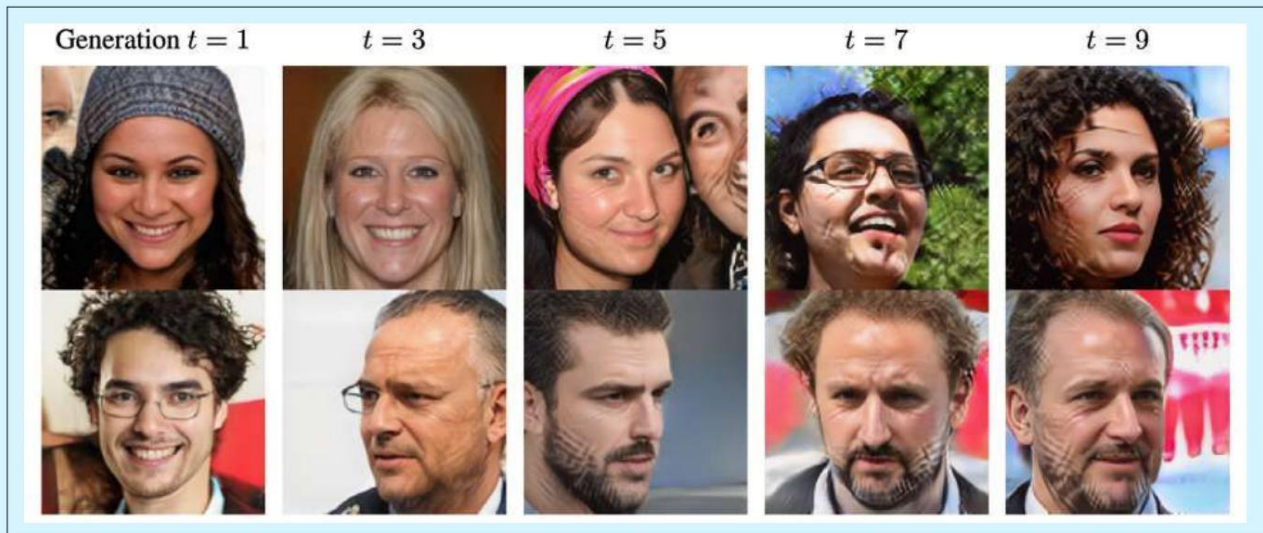 Generation t = 1 t = 3 t = 5 t = 7 t = 9